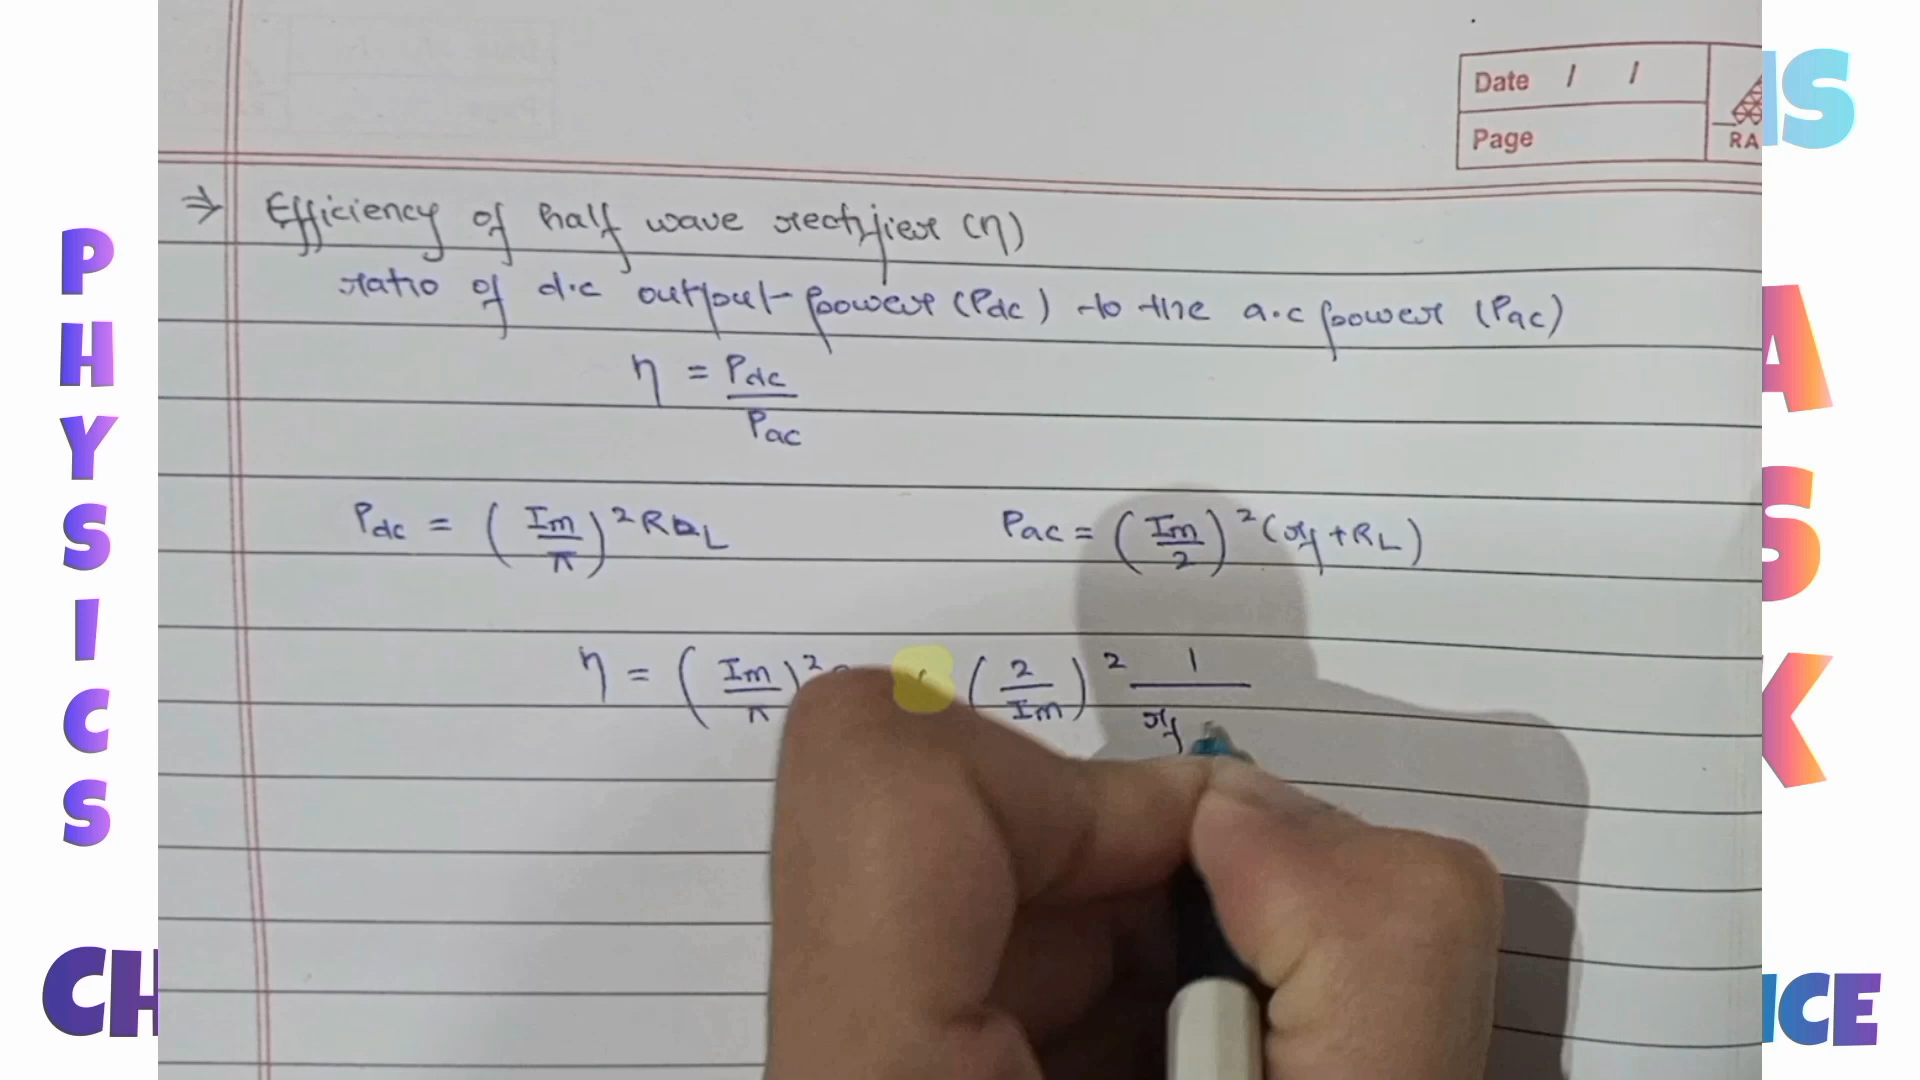 Date / /
Page
RA
⇒ Efficiency of half wave rectifier (η)
ratio of d.c output power (Pdc) to the a.c power (Pac)
η = Pdc / Pac
Pdc = (Im/π)² RL Pac = (Im/2)² (rf + RL)
η = (Im/π)² (2/Im)² 1/rf
PHYSICS
CH
NCE
S
A
S
K